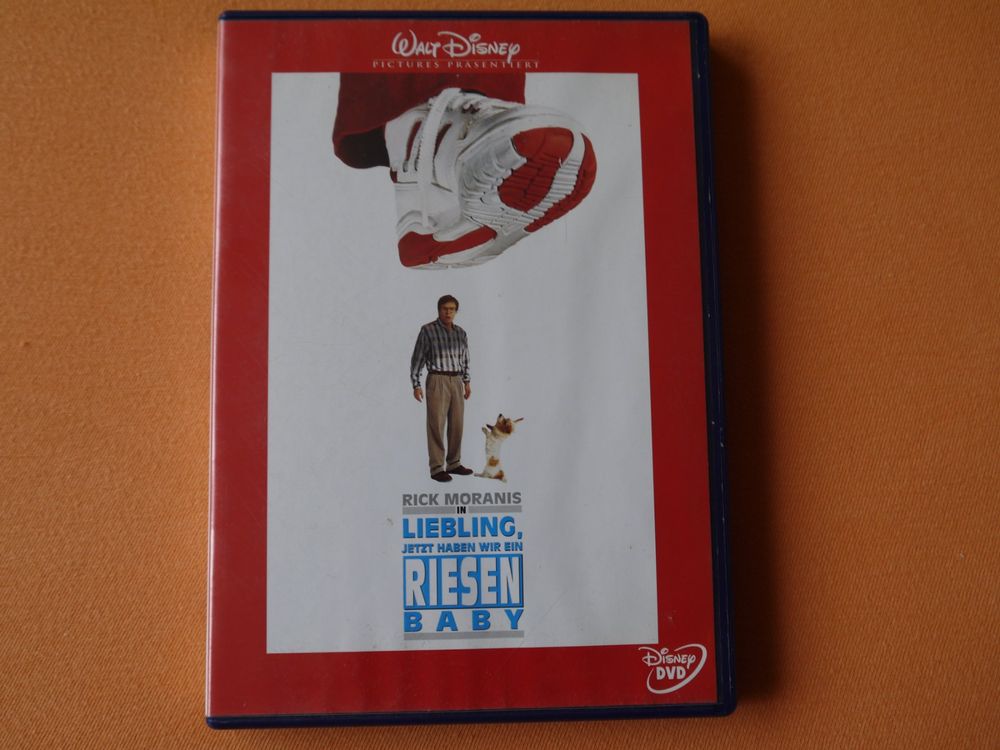 WALT DISNEY
PICTURES PRÄSENTIERT
RICK MORANIS
IN
LIEBLING,
JETZT HABEN WIR EIN
RIESEN
BABY
DISNEY
DVD